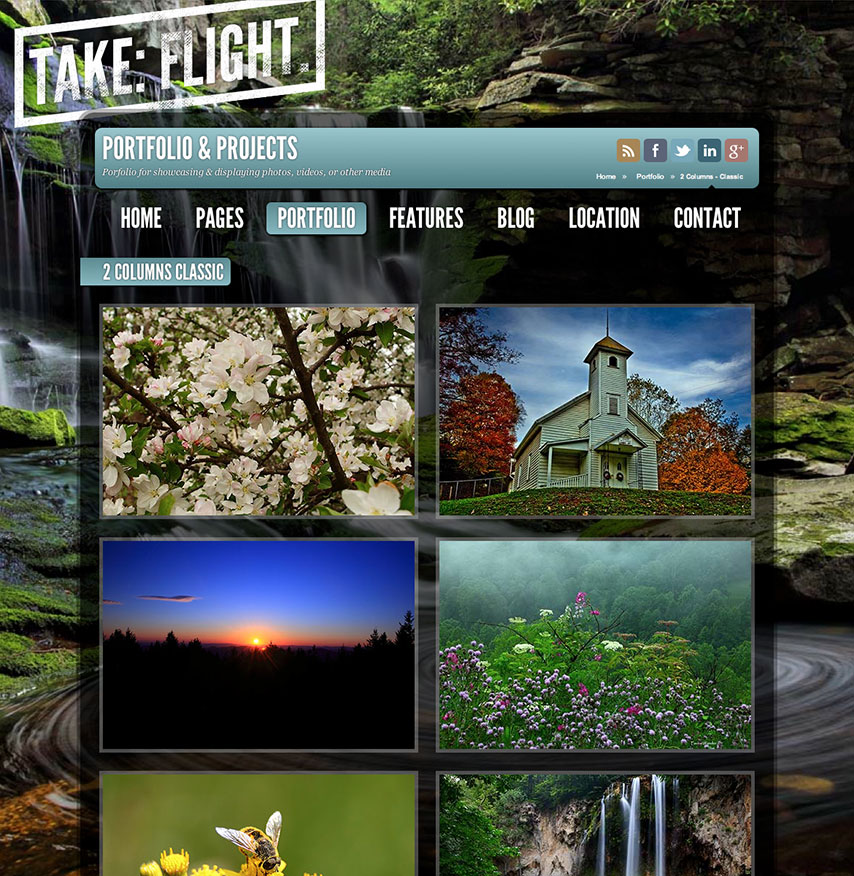 TAKE: FLIGHT.
PORTFOLIO & PROJECTS
Porfolio for showcasing & displaying photos, videos, or other media
f
in
g+
Home » Portfolio » 2 Columns - Classic
HOME PAGES PORTFOLIO FEATURES BLOG LOCATION CONTACT
2 COLUMNS CLASSIC